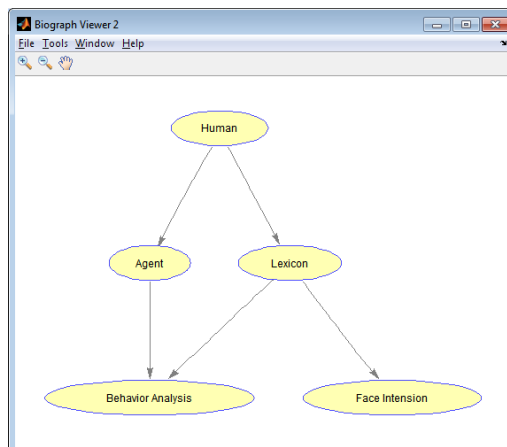 Biograph Viewer 2
File Tools Window Help
Human
Agent Lexicon
Behavior Analysis Face Intension